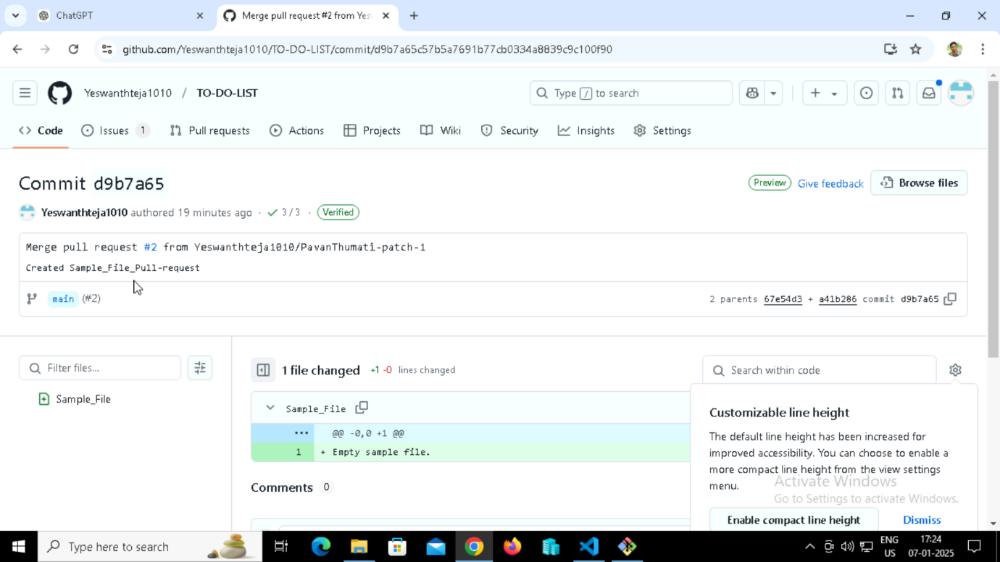 ChatGPT
Merge pull request #2 from Yes
github.com/Yeswanthteja1010/TO-DO-LIST/commit/d9b7a65c57b5a7691b77cb0334a8839c9c100f90
Yeswanthteja1010 / TO-DO-LIST
Type / to search
Code
Issues 1
Pull requests
Actions
Projects
Wiki
Security
Insights
Settings
Commit d9b7a65
Preview
Give feedback
Browse files
Yeswanthteja1010 authored 19 minutes ago · 3 / 3 · Verified
Merge pull request #2 from Yeswanthteja1010/PavanThumati-patch-1
Created Sample_File_Pull-request
main (#2)
2 parents 67e54d3 + a41b286 commit d9b7a65
Filter files...
Sample_File
1 file changed +1 -0 lines changed
Search within code
Sample_File
... @@ -0,0 +1 @@
1 + Empty sample file.
Comments 0
Customizable line height
The default line height has been increased for
improved accessibility. You can choose to enable a
more compact line height from the view settings
menu.
Activate Windows
Go to Settings to activate Windows.
Enable compact line height
Dismiss
Type here to search
ENG
US
17:24
07-01-2025